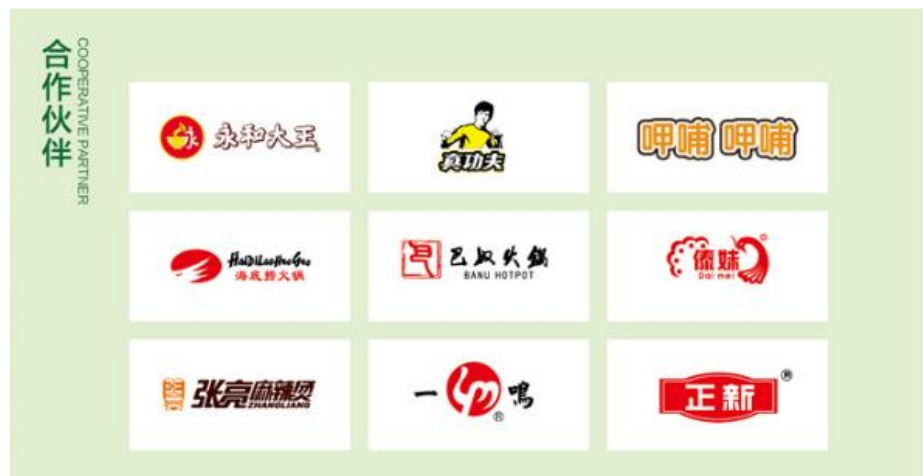 合作伙伴
COOPERATIVE PARTNER
永和大王
真功夫
呷哺 呷哺
HaiDiLaoHuoGuo
海底捞火锅
巴奴火鍋
BANU HOTPOT
傣妹
Dai mei
张亮麻辣烫
ZHANGLIANG
一 鳴
正新